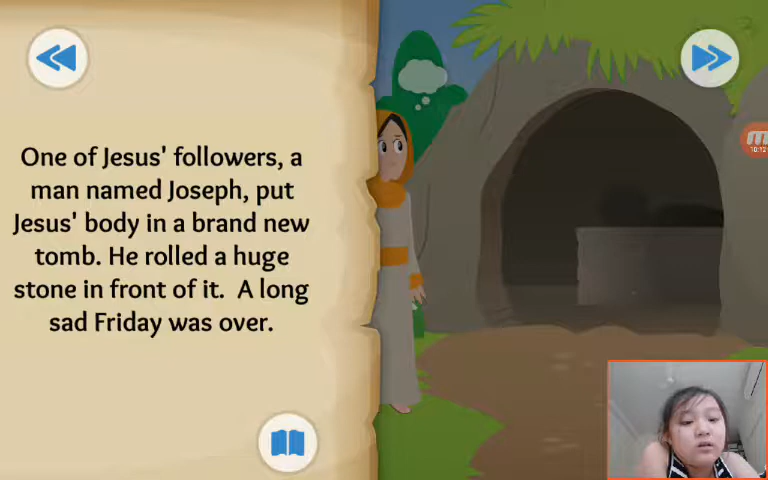 One of Jesus' followers, a
man named Joseph, put
Jesus' body in a brand new
tomb. He rolled a huge
stone in front of it.  A long
sad Friday was over.